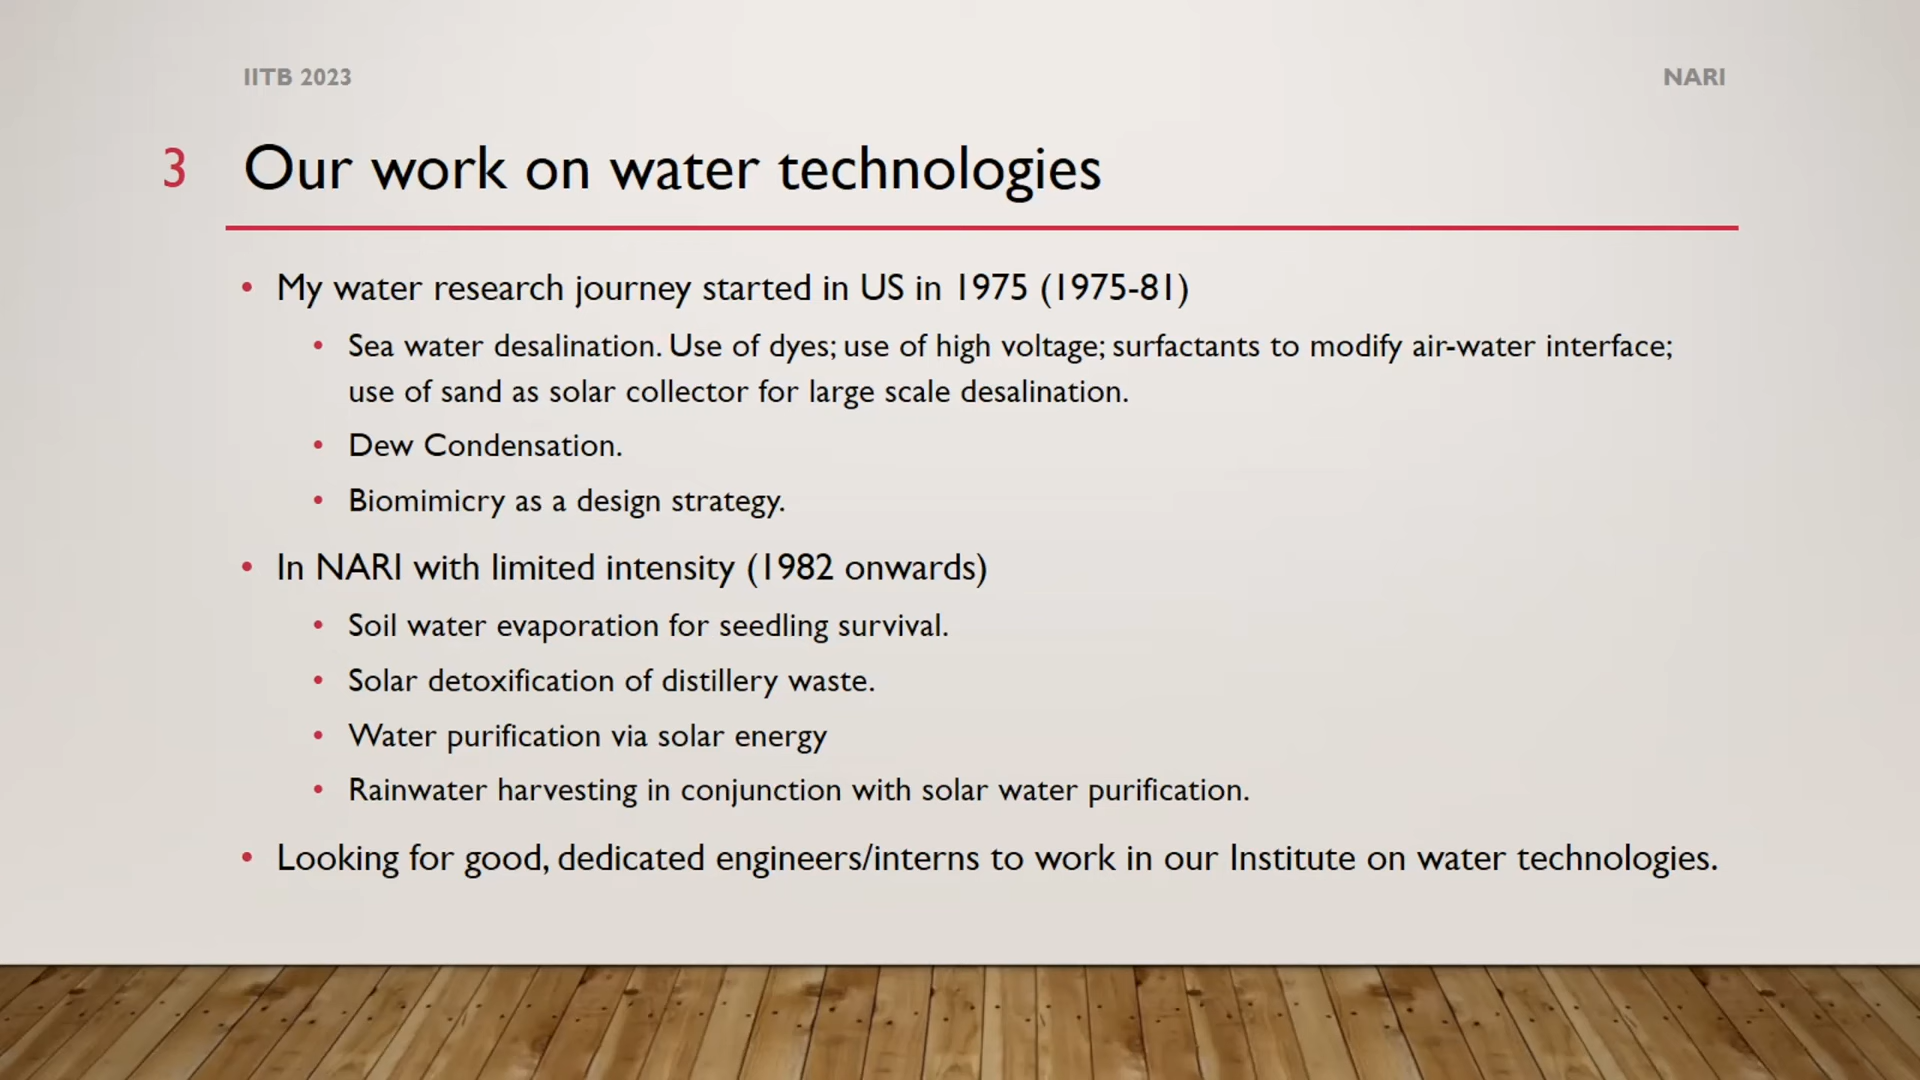 IITB 2023
NARI
3
Our work on water technologies
• My water research journey started in US in 1975 (1975-81)
• Sea water desalination. Use of dyes; use of high voltage; surfactants to modify air-water interface;
use of sand as solar collector for large scale desalination.
• Dew Condensation.
• Biomimicry as a design strategy.
• In NARI with limited intensity (1982 onwards)
• Soil water evaporation for seedling survival.
• Solar detoxification of distillery waste.
• Water purification via solar energy
• Rainwater harvesting in conjunction with solar water purification.
• Looking for good, dedicated engineers/interns to work in our Institute on water technologies.